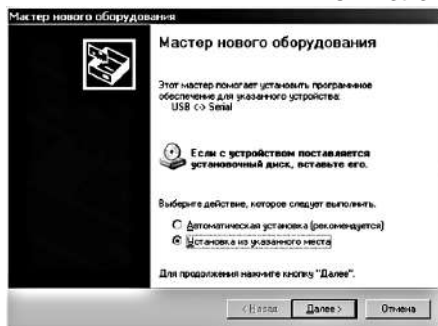 Мастер нового оборудования
Мастер нового оборудования
Этот мастер помогает установить программное
обеспечение для указанного устройства:
USB <-> Serial
Если с устройством поставляется
установочный диск, вставьте его.
Выберите действие, которое следует выполнить.
Автоматическая установка (рекомендуется)
Установка из указанного места
Для продолжения нажмите кнопку "Далее".
< Назад Далее > Отмена